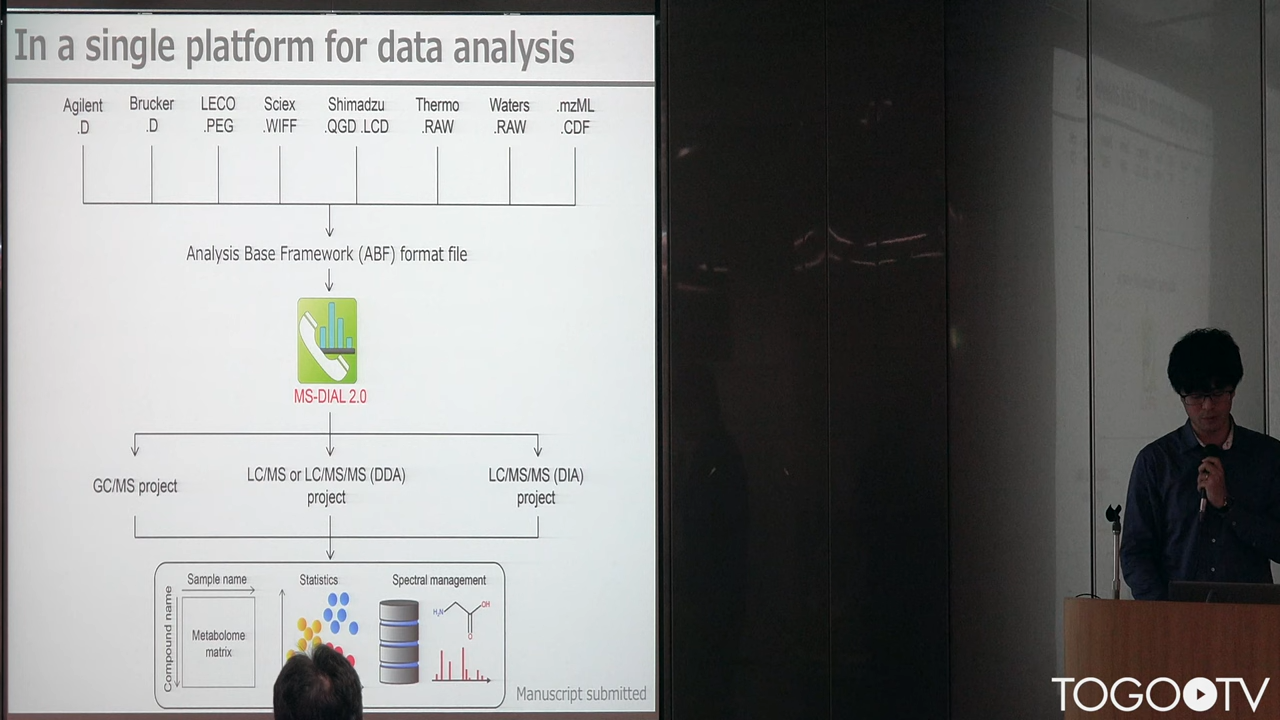 In a single platform for data analysis
Agilent Brucker LECO Sciex Shimadzu Thermo Waters .mzML
.D .D .PEG .WIFF .QGD .LCD .RAW .RAW .CDF
Analysis Base Framework (ABF) format file
MS-DIAL 2.0
GC/MS project
LC/MS or LC/MS/MS (DDA)
project
LC/MS/MS (DIA)
project
Sample name
Compound name
Metabolome
matrix
Statistics
Spectral management
H₂N
OH
O
Manuscript submitted
TOGOTV